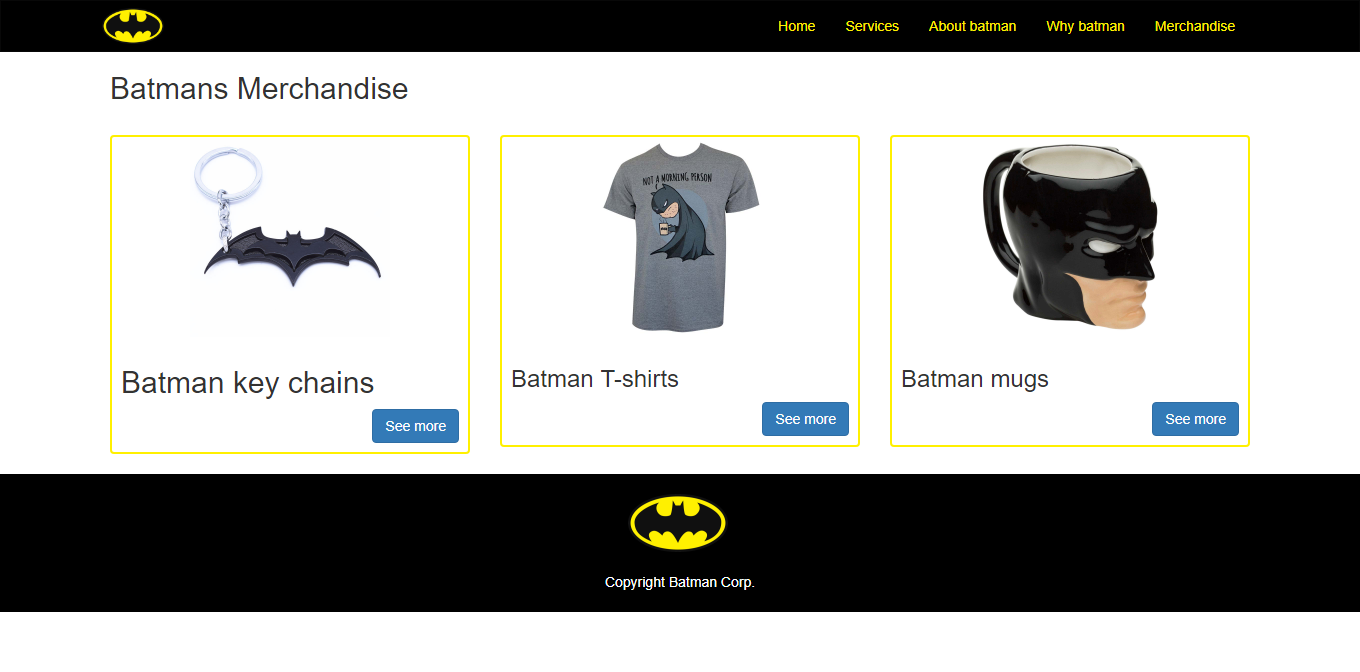 Home Services About batman Why batman Merchandise
Batmans Merchandise
NOT A MORNING PERSON
Batman key chains
See more
Batman T-shirts
See more
Batman mugs
See more
Copyright Batman Corp.